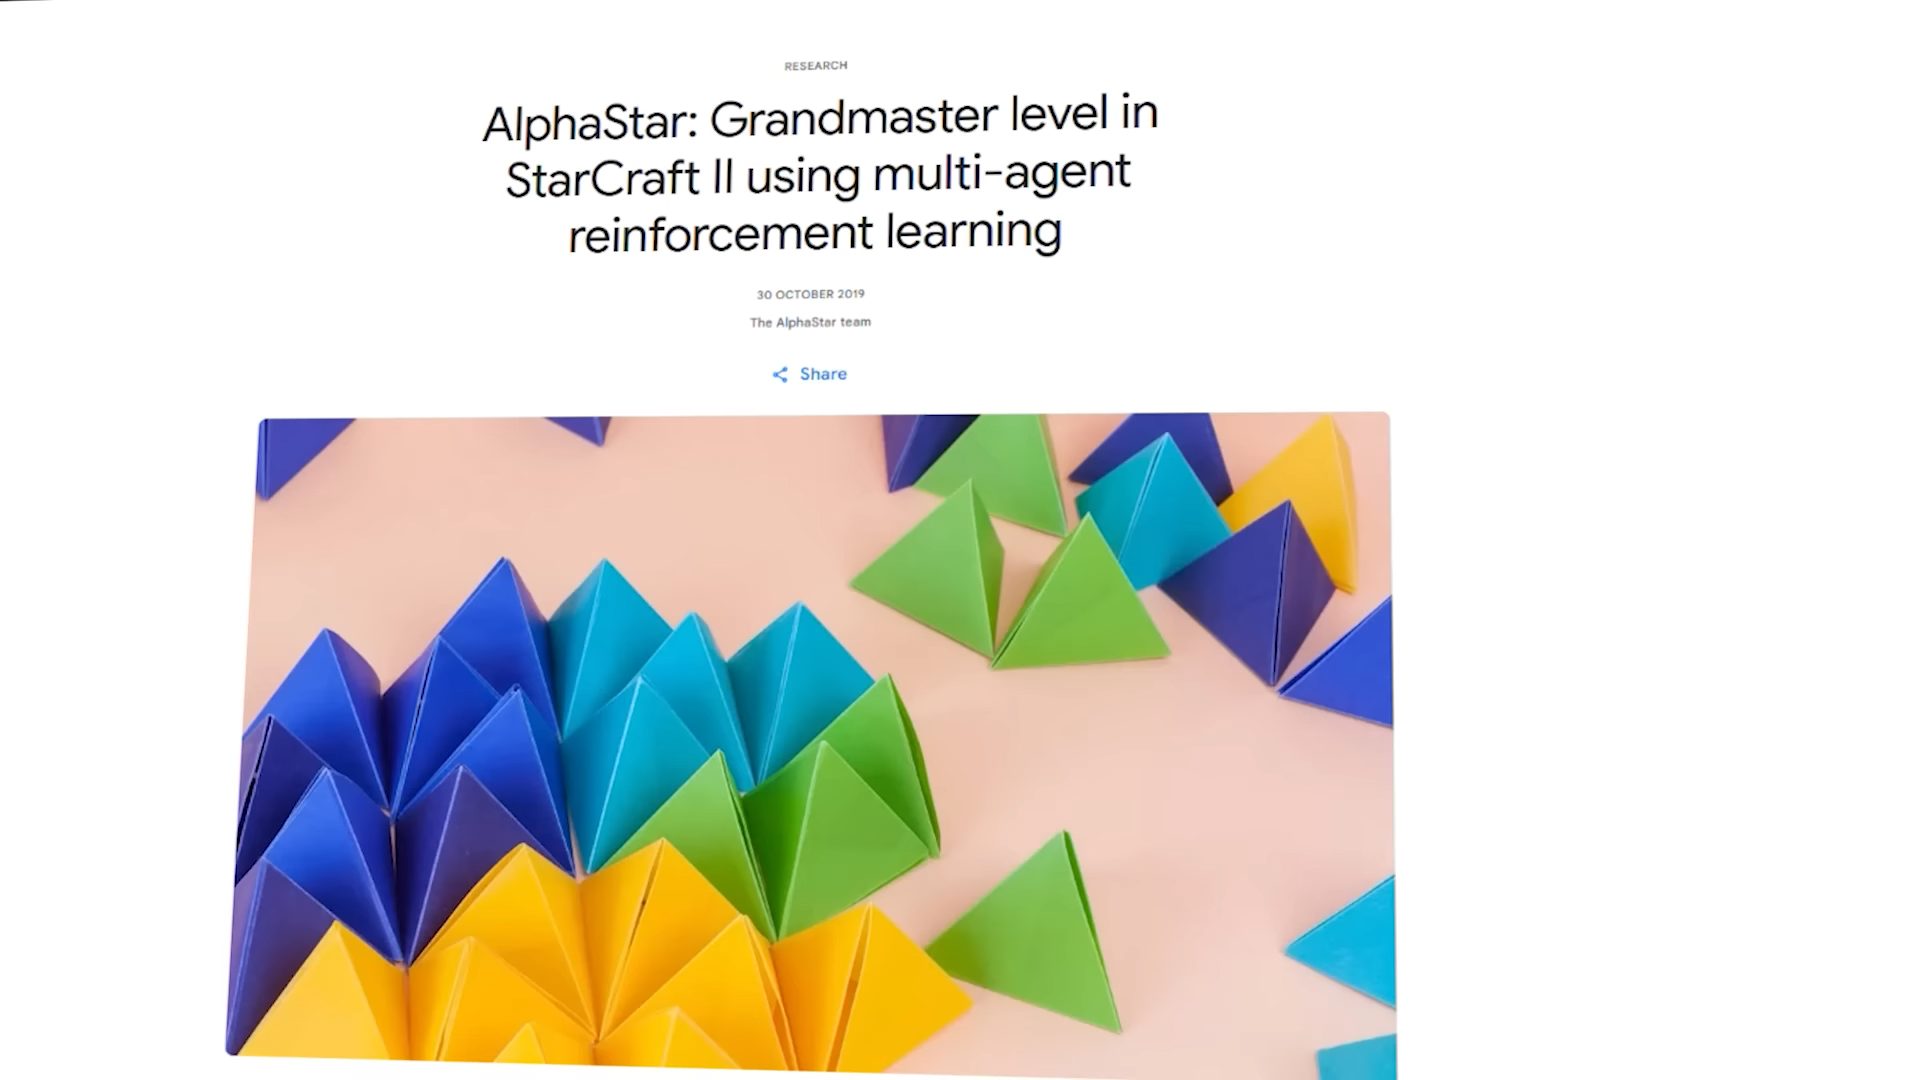 RESEARCH
AlphaStar: Grandmaster level in
StarCraft II using multi-agent
reinforcement learning
30 OCTOBER 2019
The AlphaStar team
Share